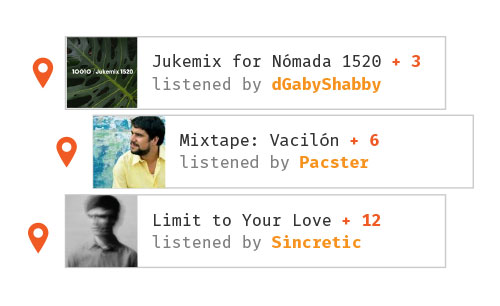 Jukemix for Nómada 1520 + 3
listened by dGabyShabby
10010 | Jukemix 1520
Mixtape: Vacilón + 6
listened by Pacster
Limit to Your Love + 12
listened by Sincretic